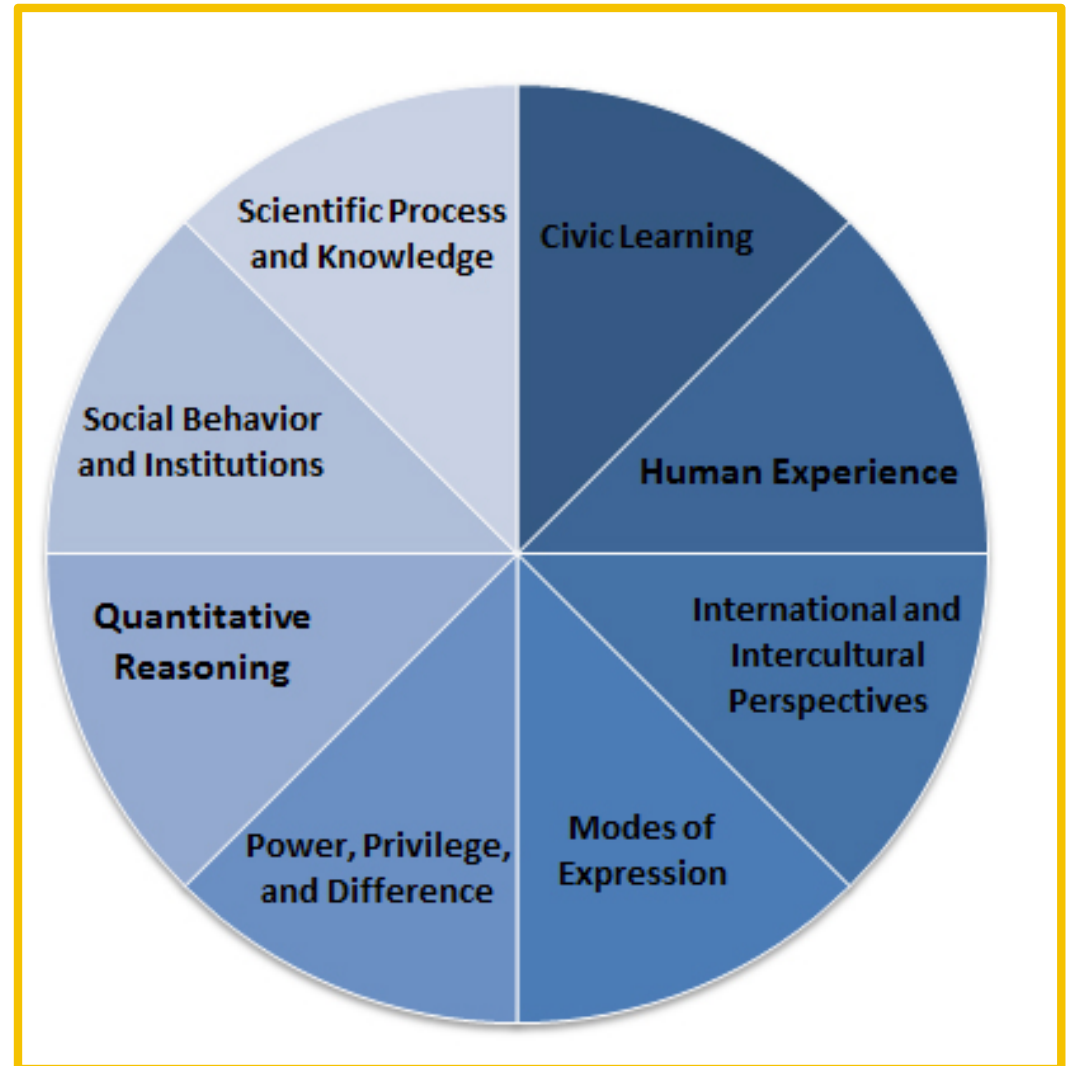 Scientific Process
and Knowledge
Civic Learning
Social Behavior
and Institutions
Human Experience
Quantitative
Reasoning
International and
Intercultural
Perspectives
Power, Privilege,
and Difference
Modes of
Expression